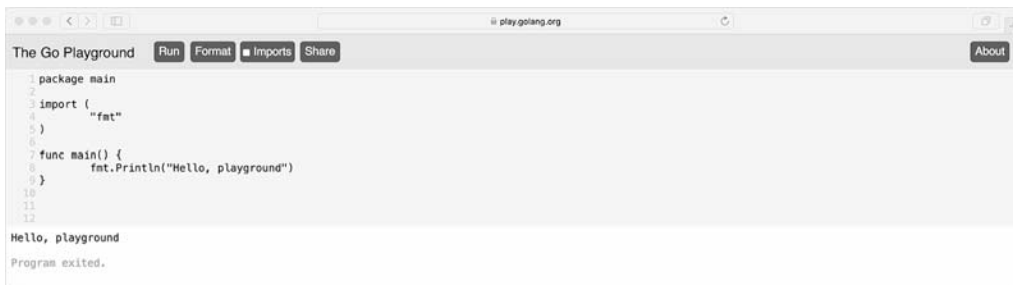 play.golang.org
The Go Playground Run Format Imports Share About
1 package main
2
3 import (
4 "fmt"
5 )
6
7 func main() {
8 fmt.Println("Hello, playground")
9 }
10
11
12
Hello, playground
Program exited.